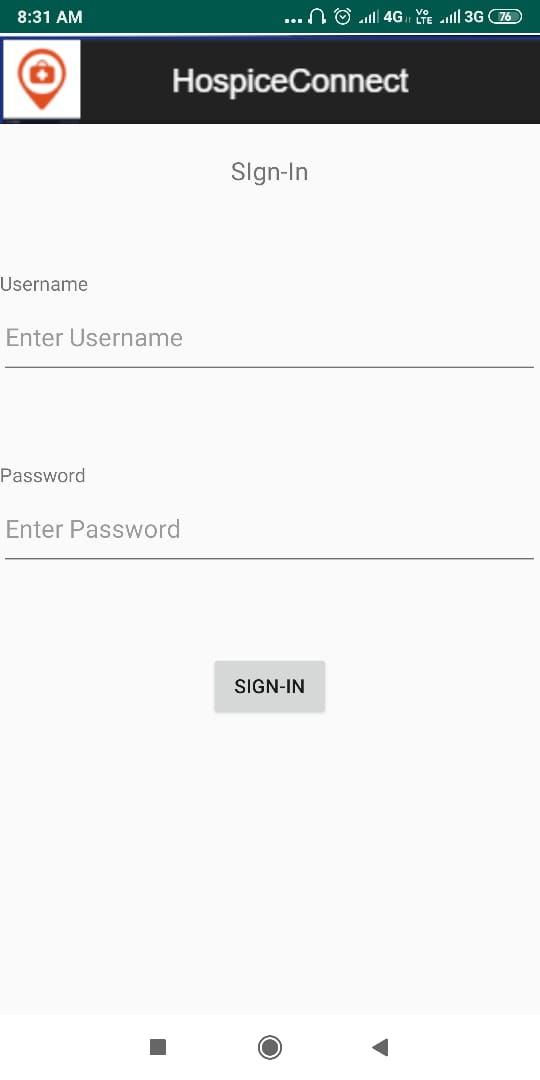 8:31 AM ... 4G Vo LTE 3G 76
HospiceConnect
SIgn-In
Username
Enter Username
Password
Enter Password
SIGN-IN